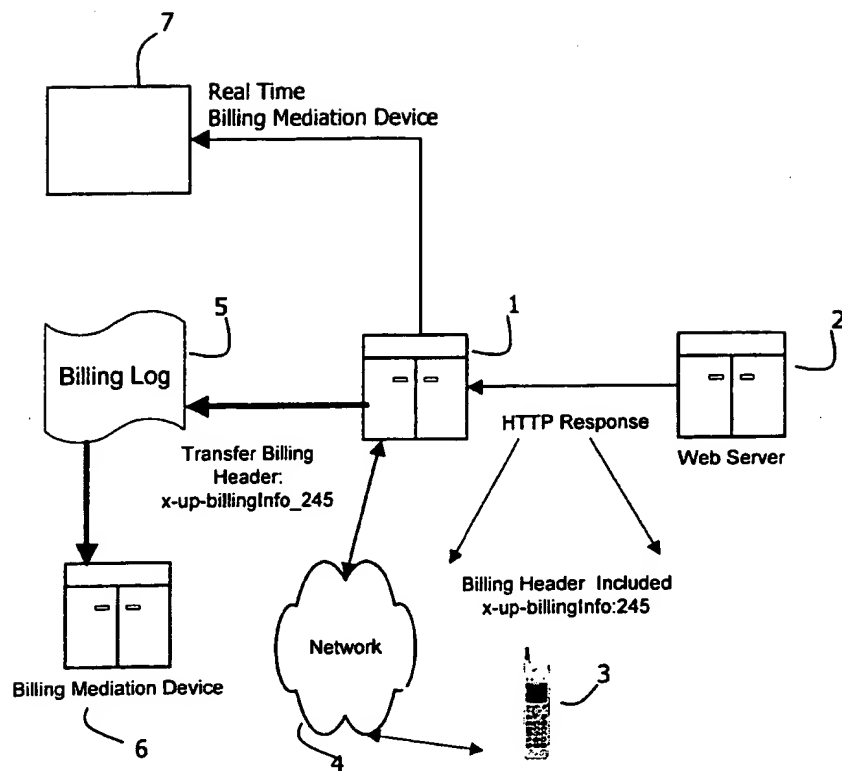 7
Real Time
Billing Mediation Device
5
1
2
Billing Log
HTTP Response
Web Server
Transfer Billing
Header:
x-up-billingInfo_245
Billing Header Included
x-up-billingInfo:245
Network
3
Billing Mediation Device
6
4